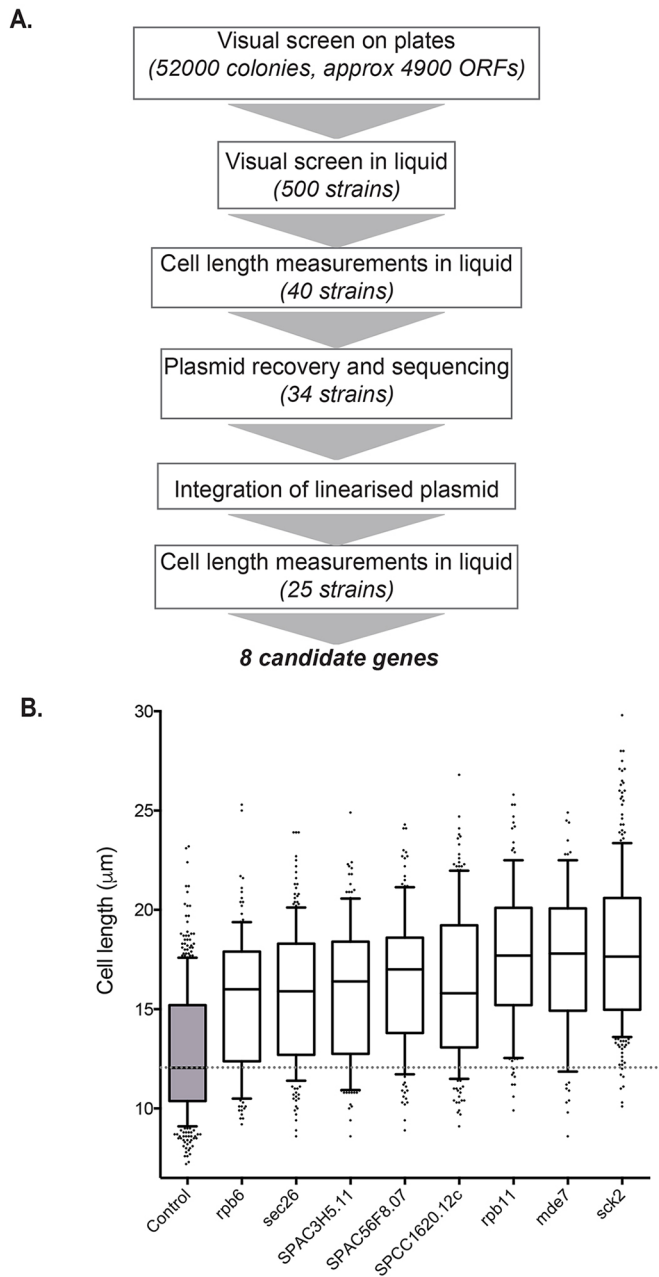 A.
Visual screen on plates
(52000 colonies, approx 4900 ORFs)
Visual screen in liquid
(500 strains)
Cell length measurements in liquid
(40 strains)
Plasmid recovery and sequencing
(34 strains)
Integration of linearised plasmid
Cell length measurements in liquid
(25 strains)
8 candidate genes
B.
Cell length (μm)
30
25
20
15
10
Control
rpb6
sec26
SPAC3H5.11
SPAC56F8.07
SPCC1620.12c
rpb11
mde7
sck2